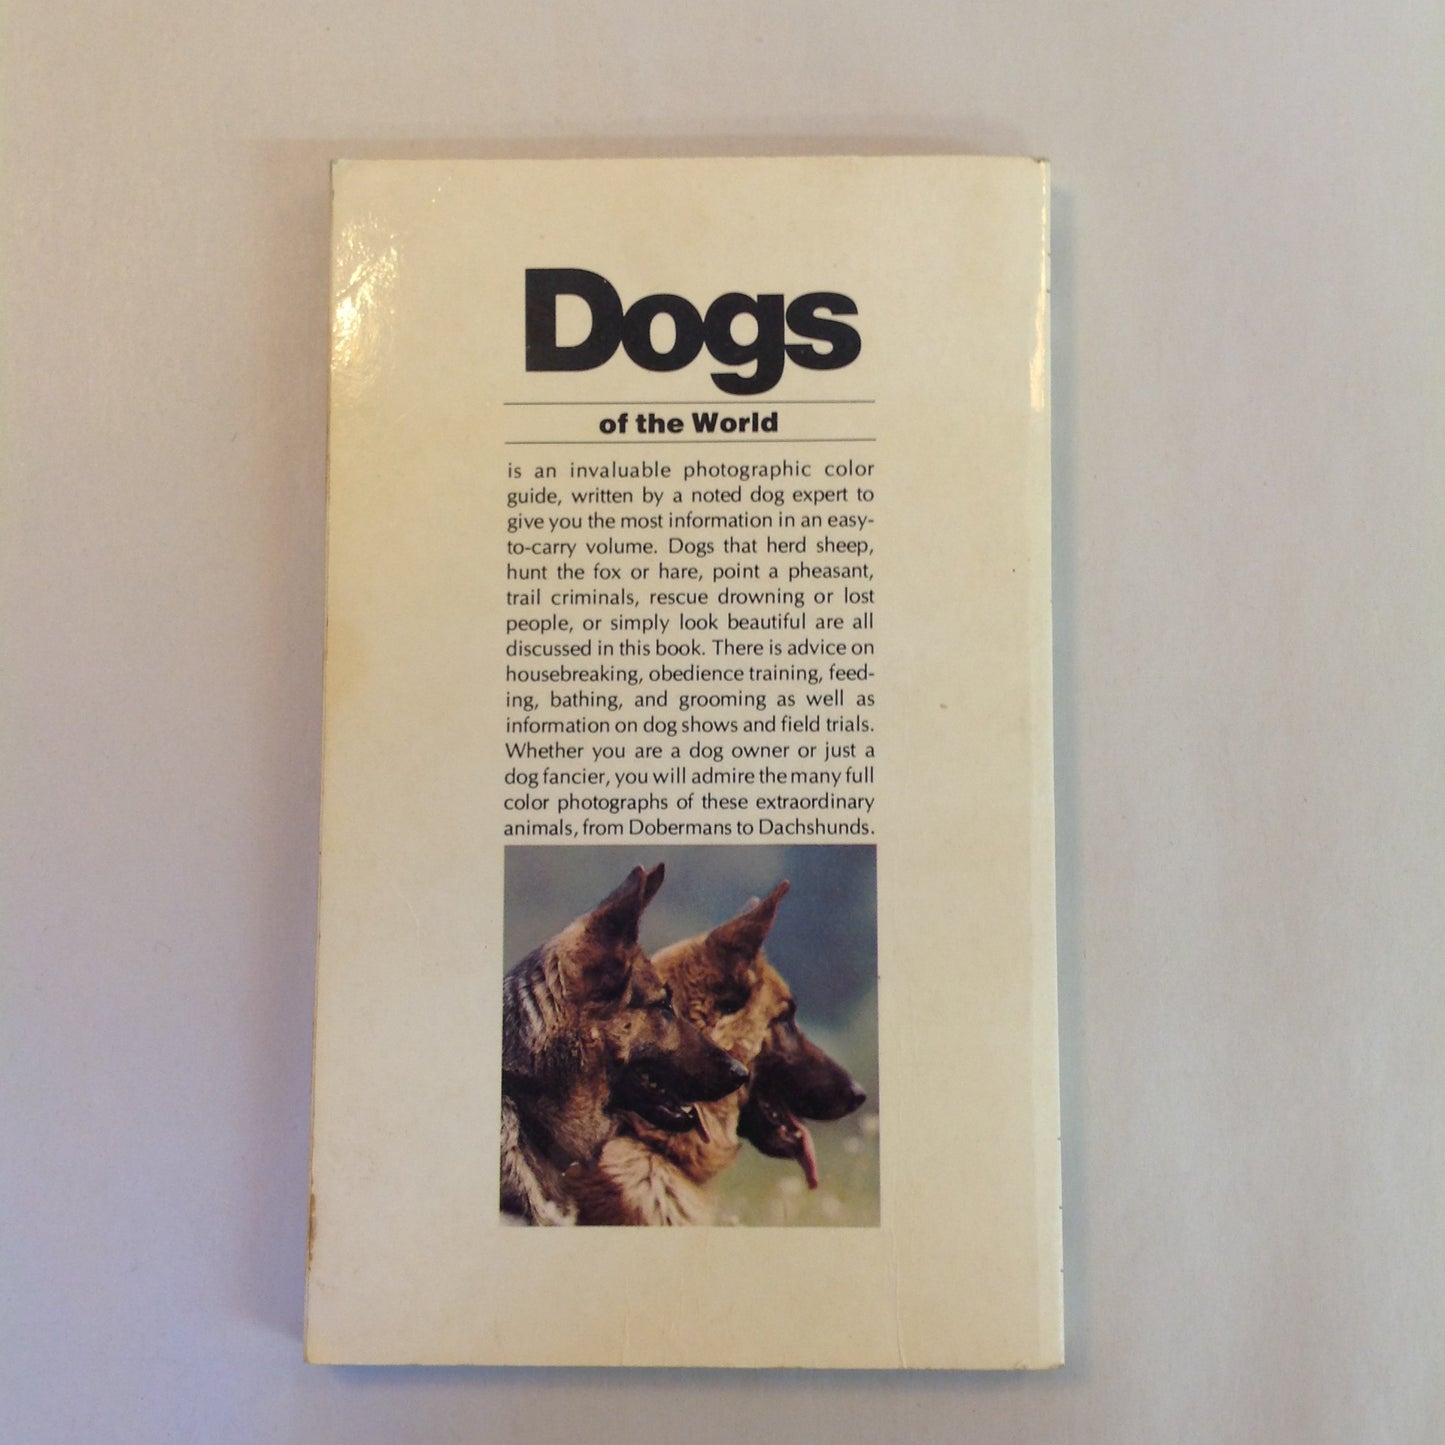 Dogs
of the World
is an invaluable photographic color
guide, written by a noted dog expert to
give you the most information in an easy-
to-carry volume. Dogs that herd sheep,
hunt the fox or hare, point a pheasant,
trail criminals, rescue drowning or lost
people, or simply look beautiful are all
discussed in this book. There is advice on
housebreaking, obedience training, feed-
ing, bathing, and grooming as well as
information on dog shows and field trials.
Whether you are a dog owner or just a
dog fancier, you will admire the many full
color photographs of these extraordinary
animals, from Dobermans to Dachshunds.